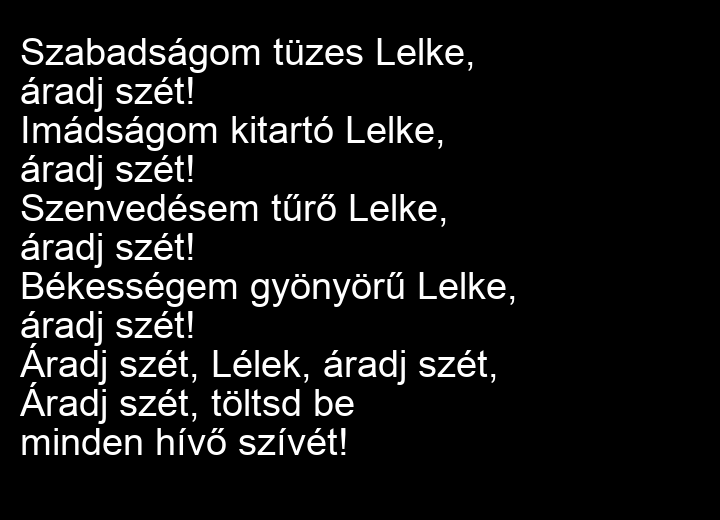 Szabadságom tüzes Lelke,
áradj szét!
Imádságom kitartó Lelke,
áradj szét!
Szenvedésem tűrő Lelke,
áradj szét!
Békességem gyönyörű Lelke,
áradj szét!
Áradj szét, Lélek, áradj szét,
Áradj szét, töltsd be
minden hívő szívét!